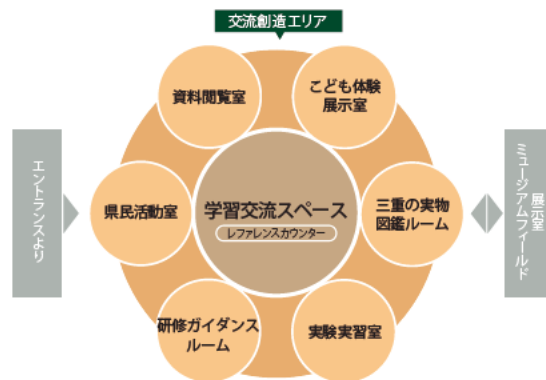 交流創造エリア
資料閲覧室
こども体験
展示室
エントランスより
県民活動室
学習交流スペース
レファレンスカウンター
三重の実物
図鑑ルーム
展示室
ミュージアムフィールド
研修ガイダンス
ルーム
実験実習室